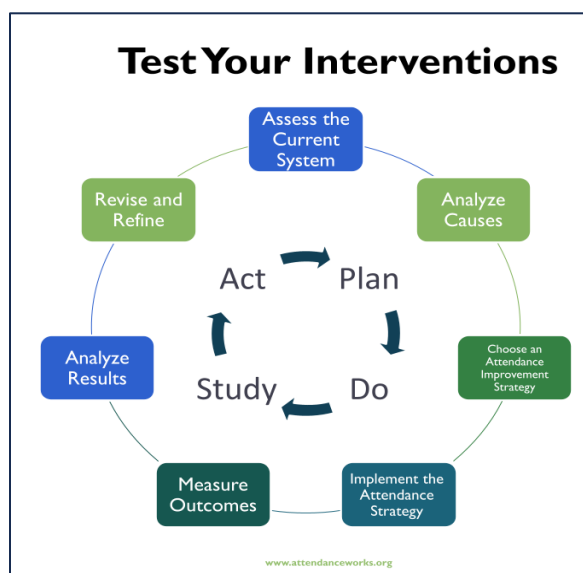 Test Your Interventions
Assess the
Current
System
Analyze
Causes
Choose an
Attendance
Improvement
Strategy
Implement the
Attendance
Strategy
Measure
Outcomes
Analyze
Results
Revise and
Refine
Act
Plan
Do
Study
www.attendanceworks.org